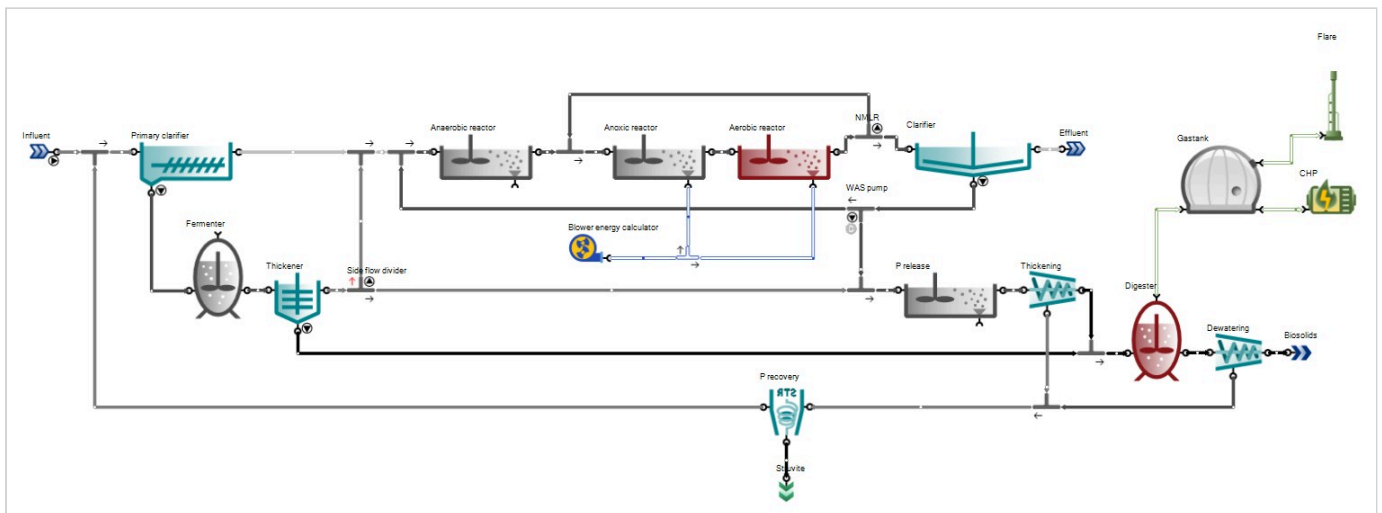 Flare
Influent
Primary clarifier
Anaerobic reactor
Anoxic reactor
Aerobic reactor
NMLR
Clarifier
Effluent
Gastank
CHP
WAS pump
Blower energy calculator
Fermenter
Thickener
Side flow divider
P release
Thickening
Digester
Dewatering
Biosolids
P recovery
STR
Struvite